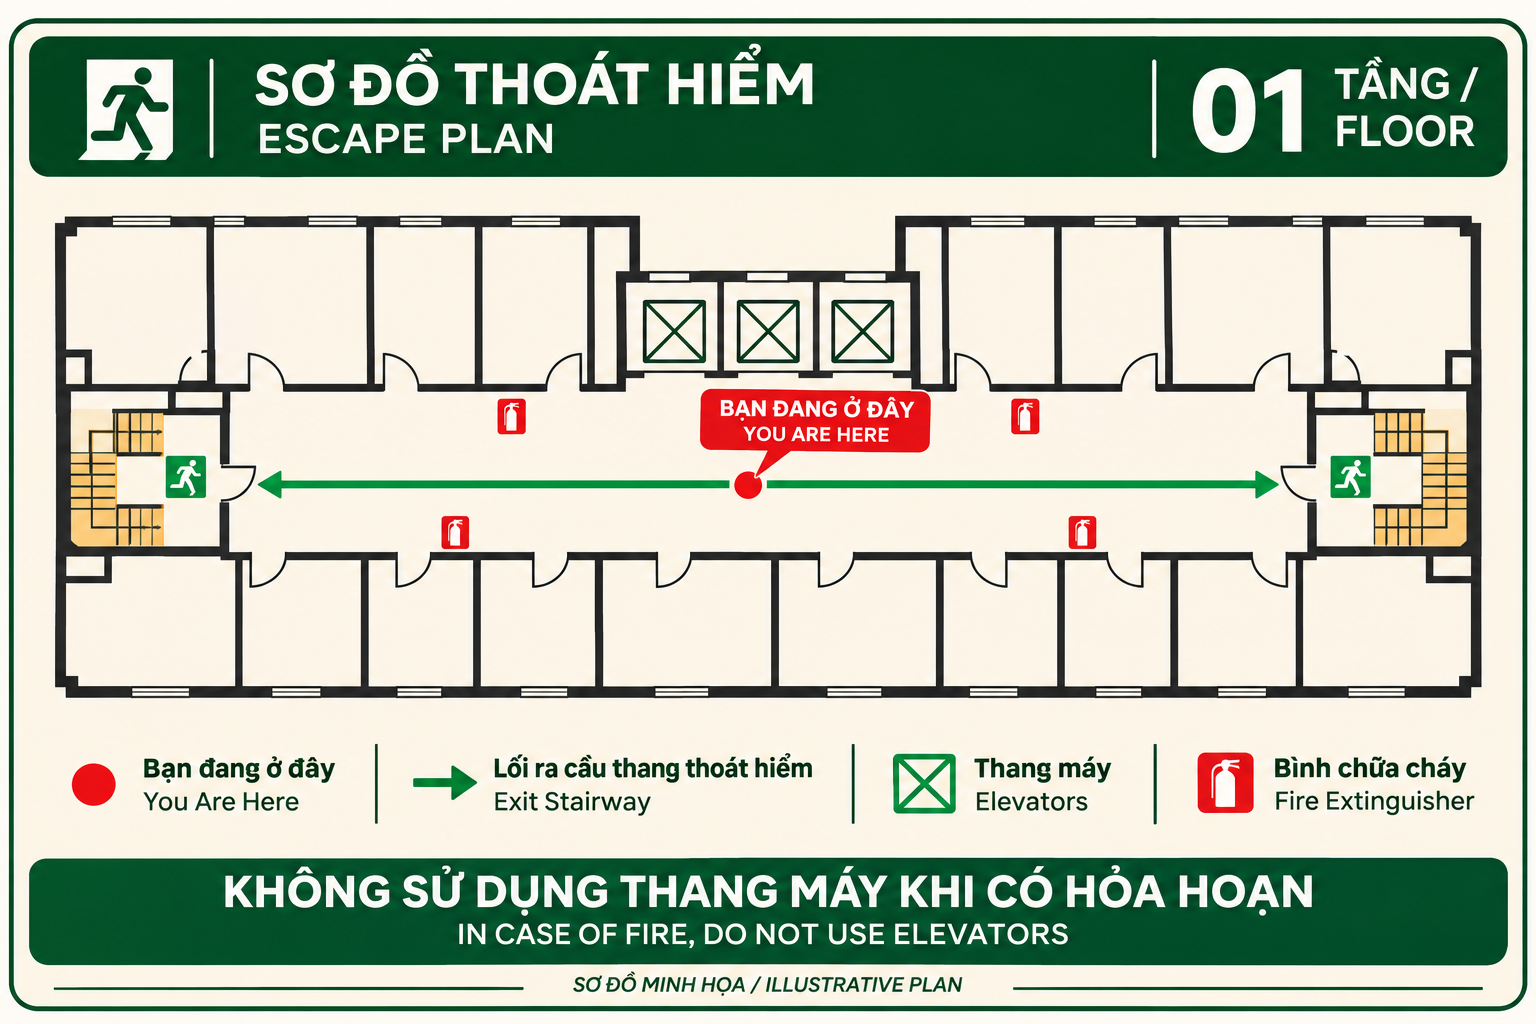 SƠ ĐỒ THOÁT HIỂM
ESCAPE PLAN
01
TẦNG /
FLOOR
BẠN ĐANG Ở ĐÂY
YOU ARE HERE
Bạn đang ở đây
You Are Here
Lối ra cầu thang thoát hiểm
Exit Stairway
Thang máy
Elevators
Bình chữa cháy
Fire Extinguisher
KHÔNG SỬ DỤNG THANG MÁY KHI CÓ HỎA HOẠN
IN CASE OF FIRE, DO NOT USE ELEVATORS
SƠ ĐỒ MINH HỌA / ILLUSTRATIVE PLAN